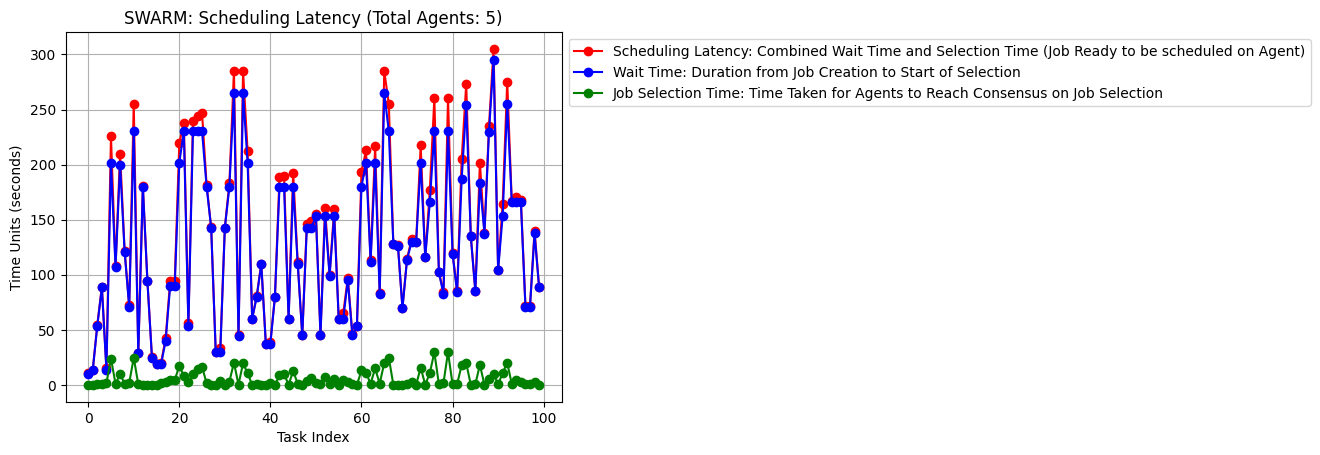 SWARM: Scheduling Latency (Total Agents: 5)
Scheduling Latency: Combined Wait Time and Selection Time (Job Ready to be scheduled on Agent)
Wait Time: Duration from Job Creation to Start of Selection
Job Selection Time: Time Taken for Agents to Reach Consensus on Job Selection
Time Units (seconds)
300
250
200
150
100
50
0
0 20 40 60 80 100
Task Index